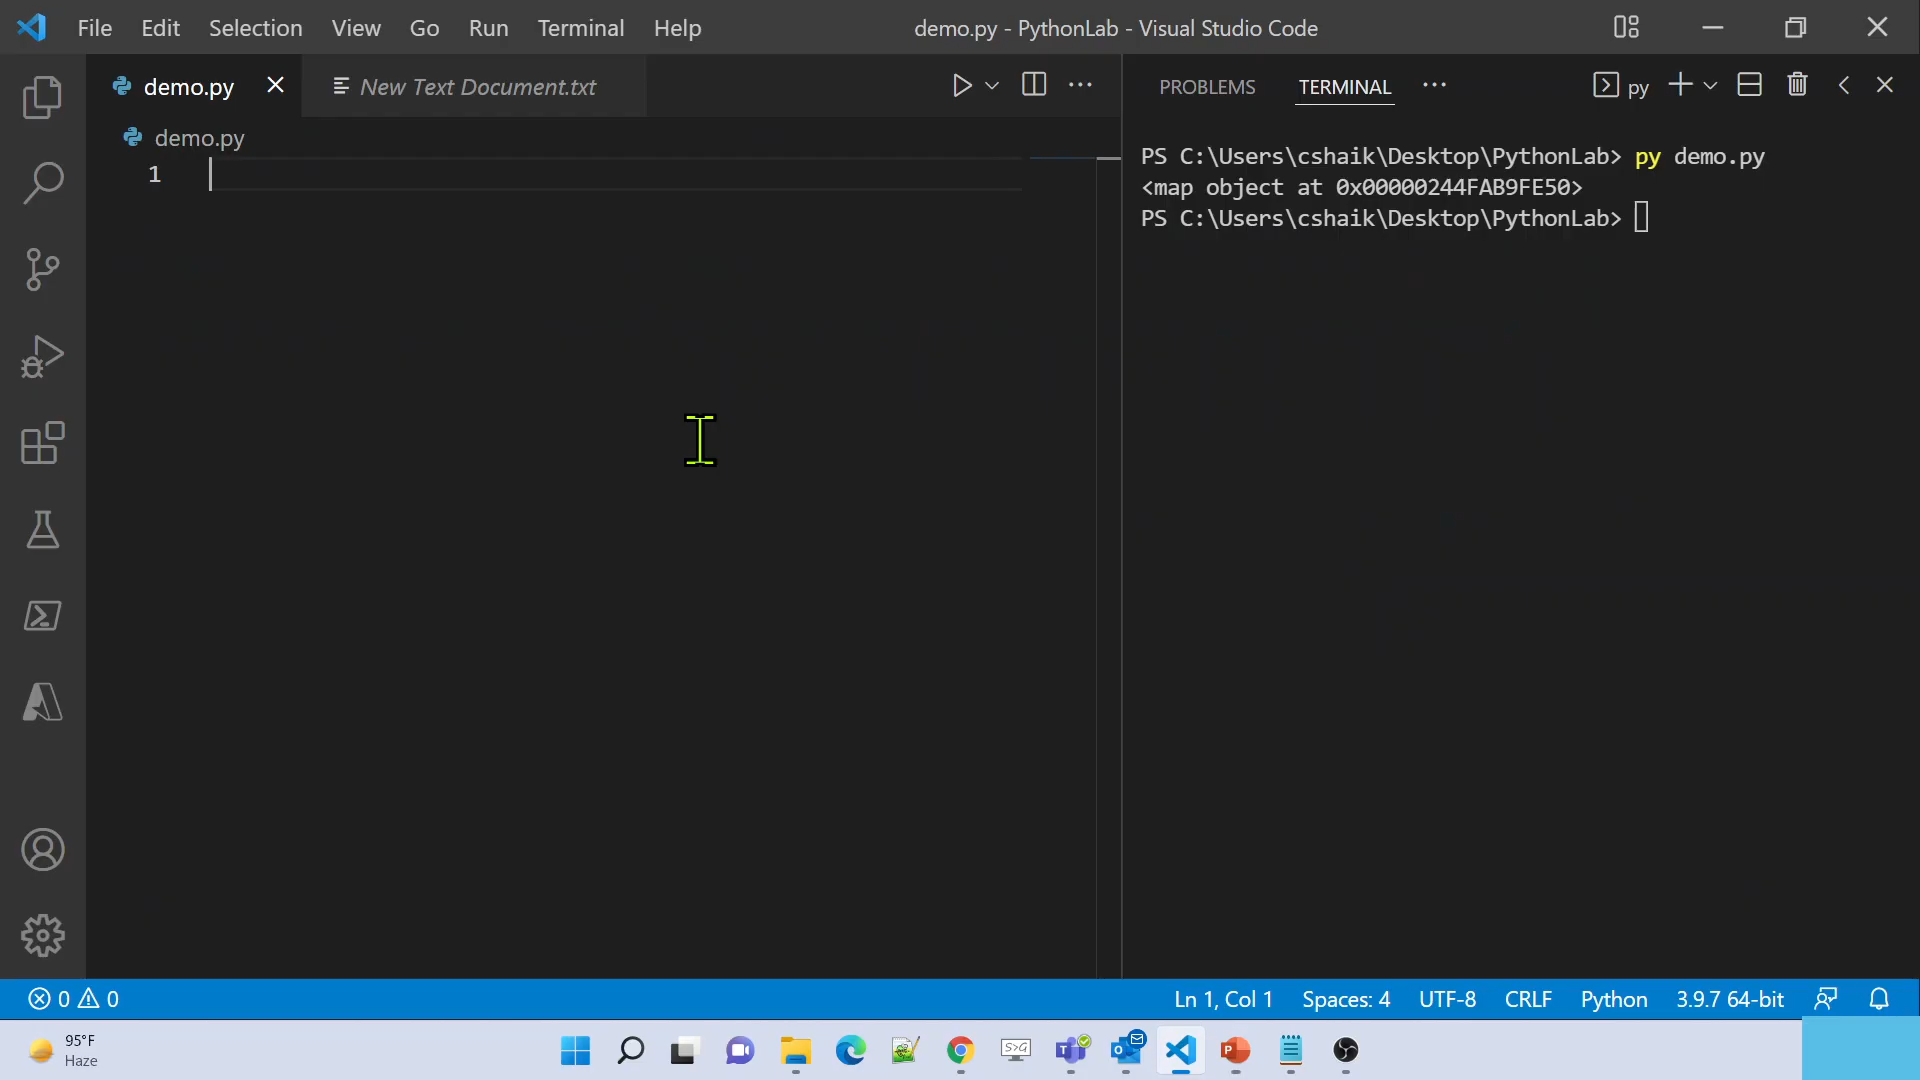 File Edit Selection View Go Run Terminal Help demo.py - PythonLab - Visual Studio Code
demo.py New Text Document.txt PROBLEMS TERMINAL py
demo.py
1
PS C:\Users\cshaik\Desktop\PythonLab> py demo.py
<map object at 0x00000244FAB9FE50>
PS C:\Users\cshaik\Desktop\PythonLab>
0 0 Ln 1, Col 1 Spaces: 4 UTF-8 CRLF Python 3.9.7 64-bit
95°F
Haze
S>G